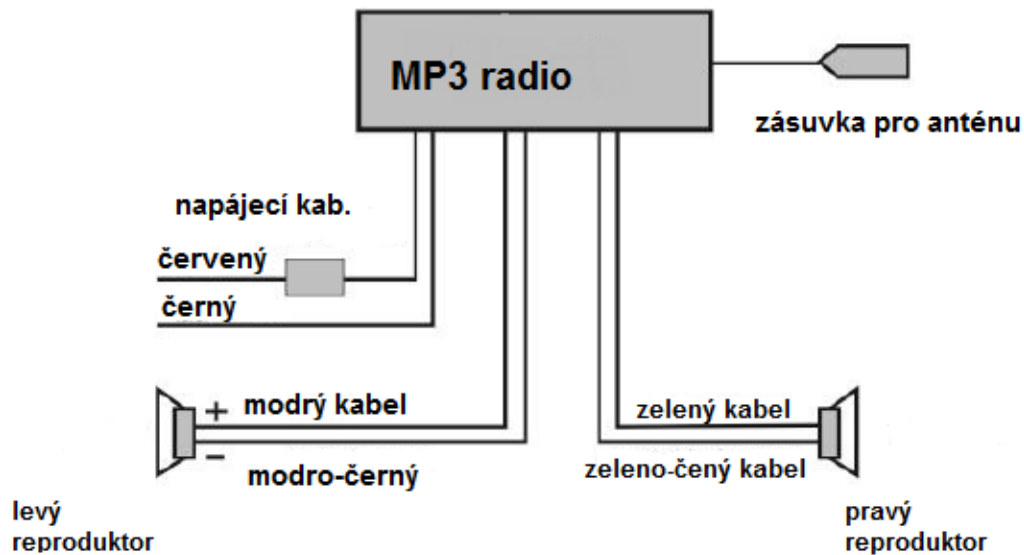 MP3 radio
zásuvka pro anténu
napájecí kab.
červený
černý
+ modrý kabel
zelený kabel
−
modro-černý
zeleno-čený kabel
levý
reproduktor
pravý
reproduktor